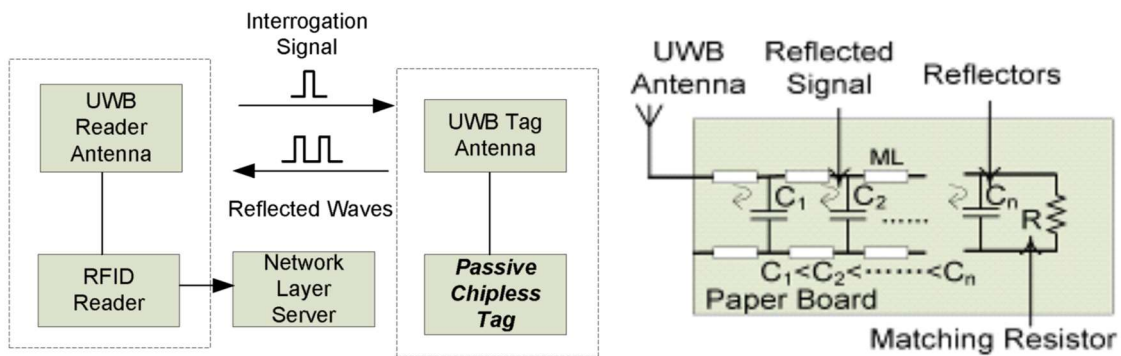 Interrogation
Signal
UWB
Reader
Antenna
UWB Tag
Antenna
Reflected Waves
RFID
Reader
Network
Layer
Server
Passive
Chipless
Tag
UWB
Antenna
Reflected
Signal
Reflectors
ML
C1
C2
......
Cn
R
C1<C2<......<Cn
Paper Board
Matching Resistor